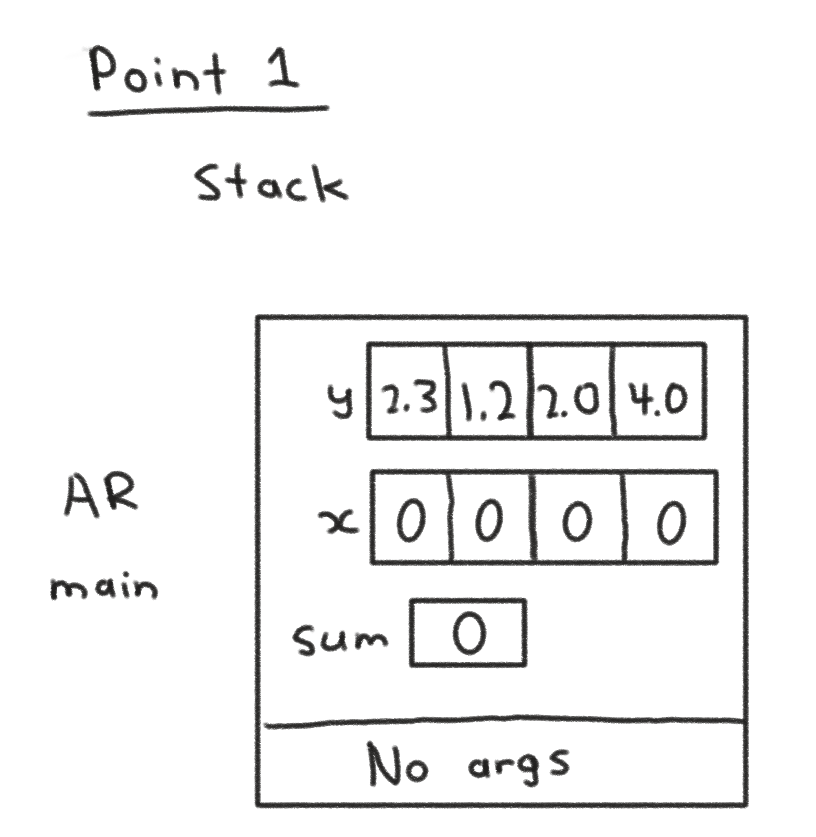 Point 1
Stack
y 2.3 1.2 2.0 4.0
AR
main
x 0 0 0 0
sum 0
No args